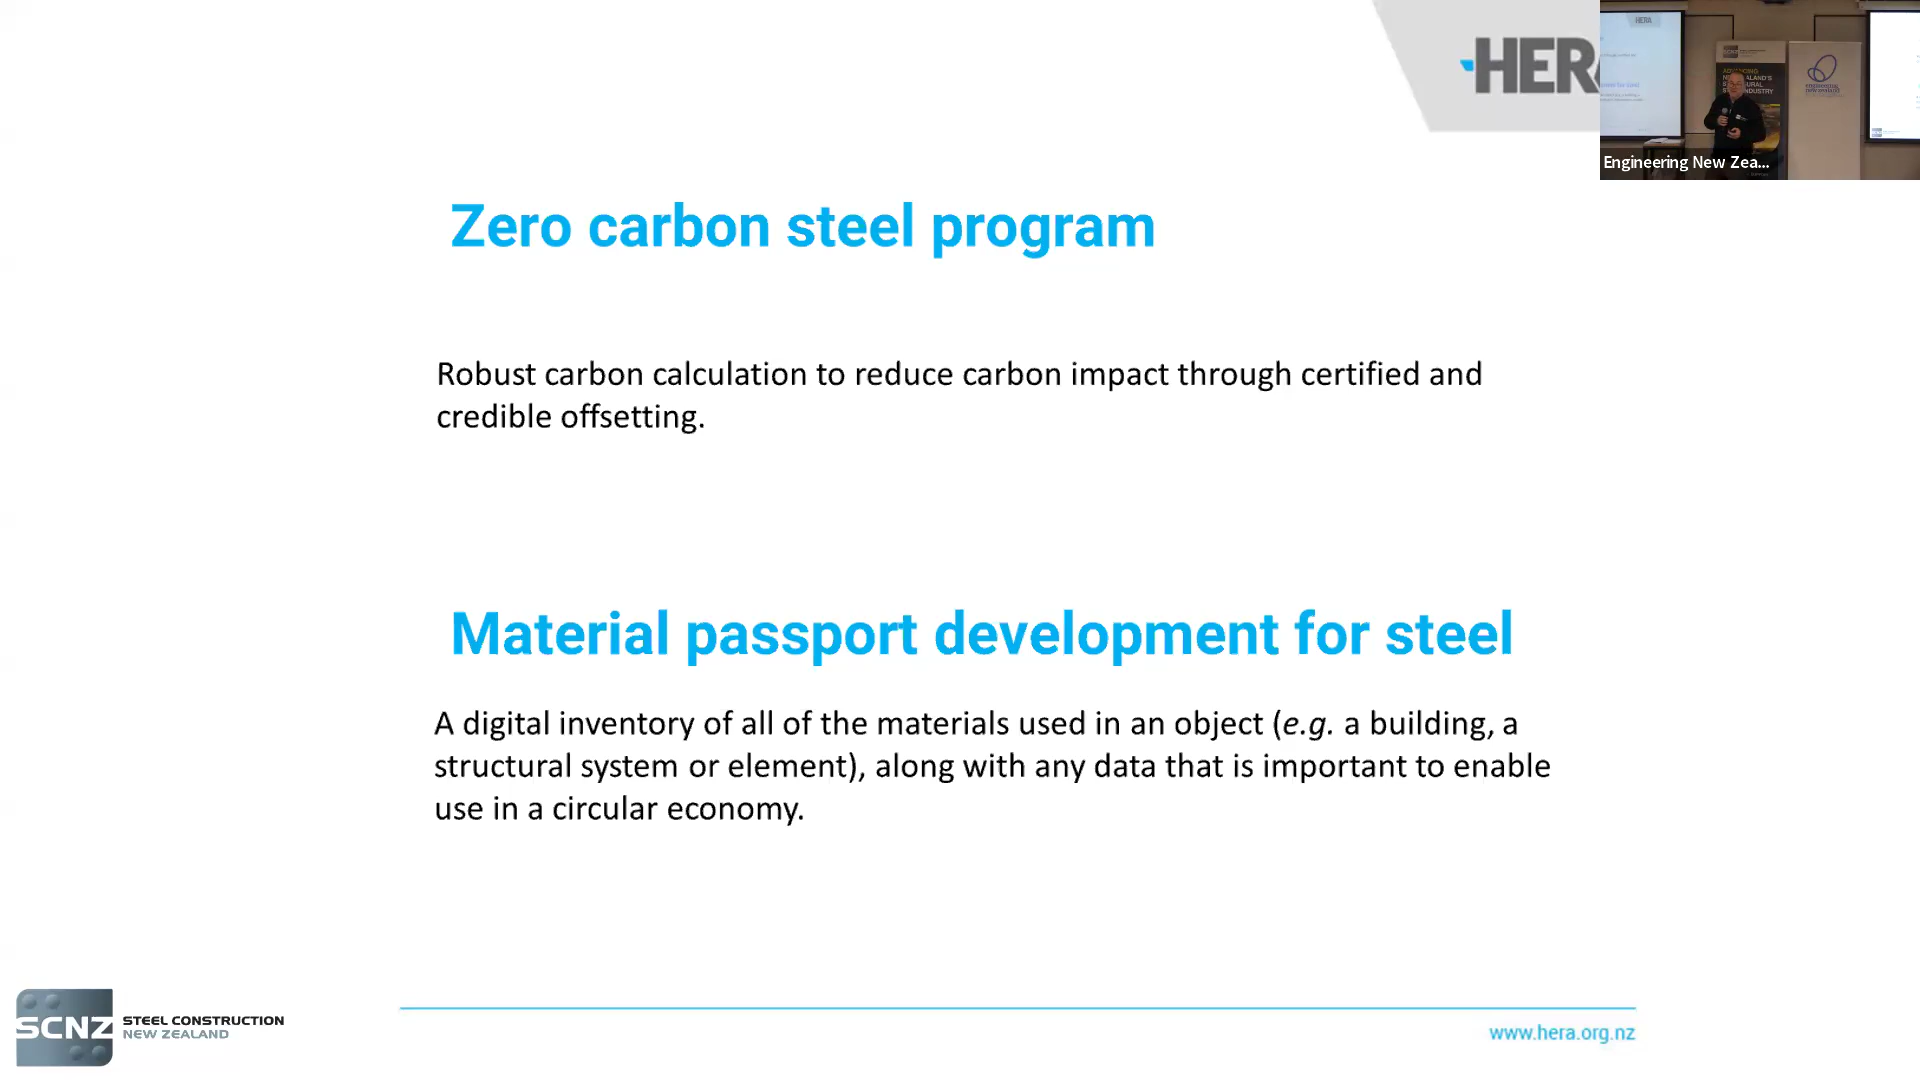 HERA
Engineering New Zea...
Zero carbon steel program
Robust carbon calculation to reduce carbon impact through certified and
credible offsetting.
Material passport development for steel
A digital inventory of all of the materials used in an object (e.g. a building, a
structural system or element), along with any data that is important to enable
use in a circular economy.
SCNZ STEEL CONSTRUCTION
NEW ZEALAND
www.hera.org.nz